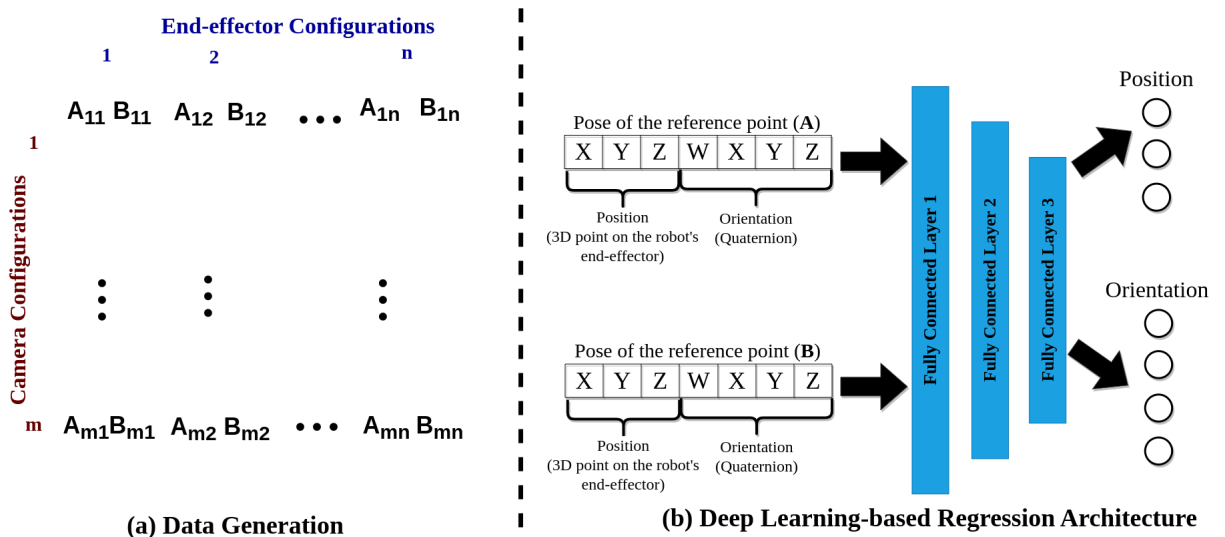 End-effector Configurations
1 2 n
A11 B11 A12 B12 ... A1n B1n
1
Camera Configurations
m
Am1 Bm1 Am2 Bm2 ... Amn Bmn
(a) Data Generation
Pose of the reference point (A)
X Y Z W X Y Z
Position
(3D point on the robot's
end-effector)
Orientation
(Quaternion)
Pose of the reference point (B)
X Y Z W X Y Z
Position
(3D point on the robot's
end-effector)
Orientation
(Quaternion)
Fully Connected Layer 1
Fully Connected Layer 2
Fully Connected Layer 3
Position
Orientation
(b) Deep Learning-based Regression Architecture